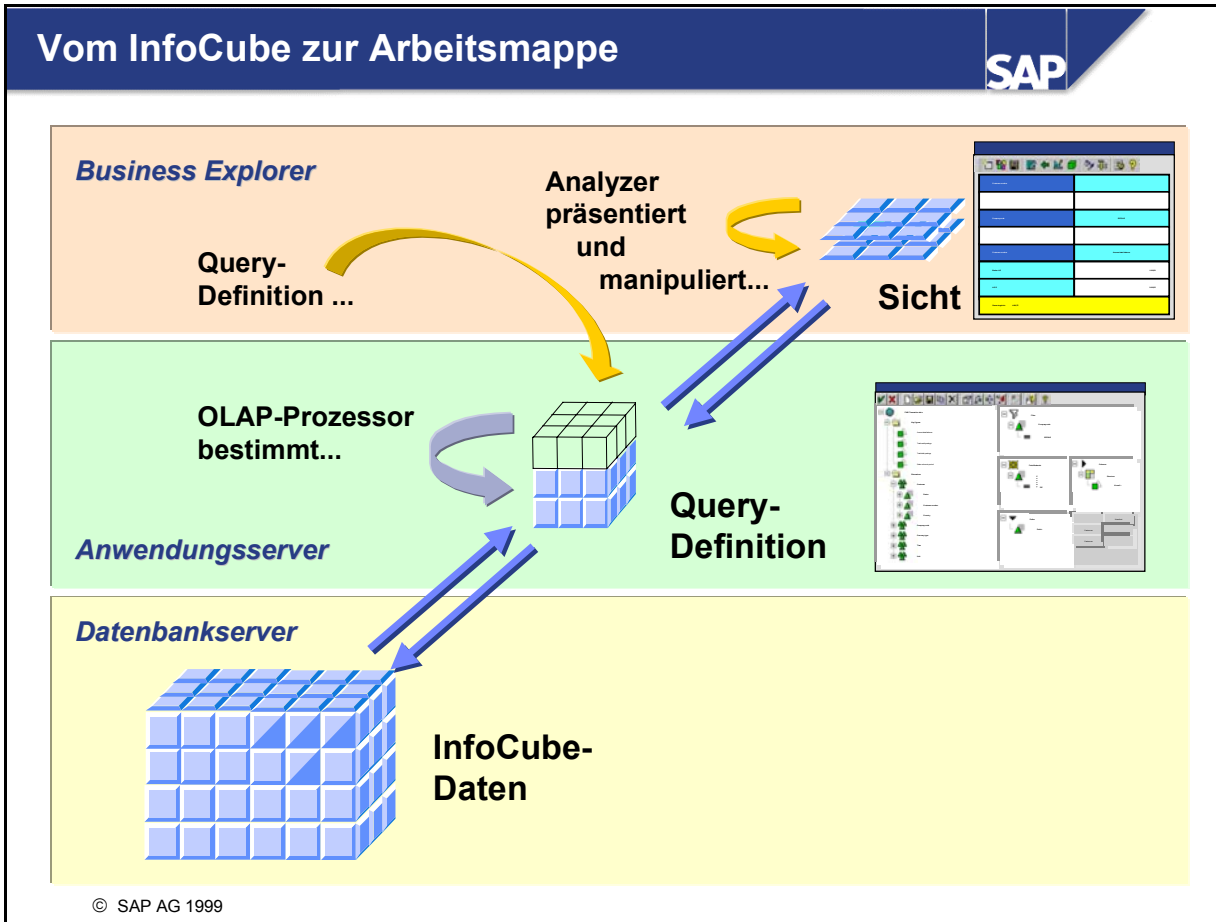 Vom InfoCube zur Arbeitsmappe
SAP
Business Explorer
Analyzer
präsentiert
und
manipuliert...
Query-
Definition ...
Sicht
OLAP-Prozessor
bestimmt...
Query-
Definition
Anwendungsserver
Datenbankserver
InfoCube-
Daten
© SAP AG 1999